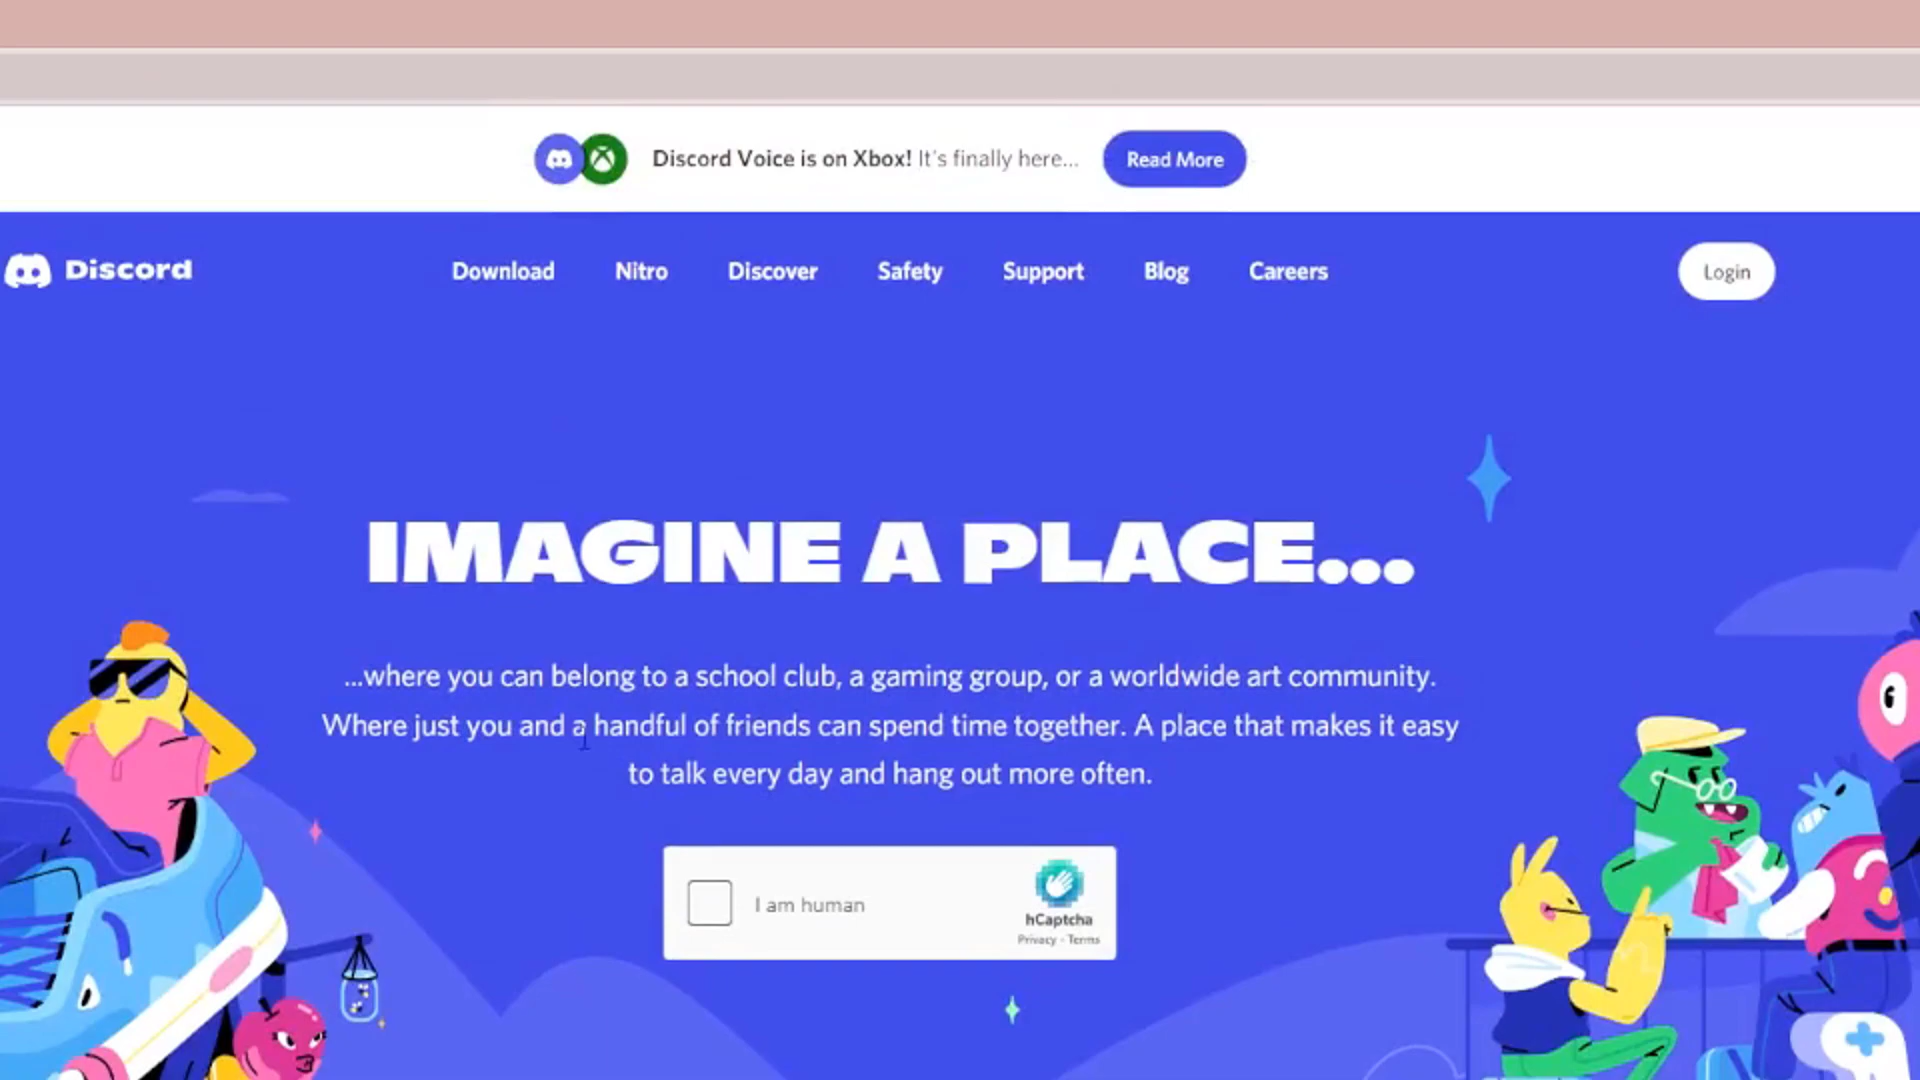 Discord Voice is on Xbox! It's finally here... Read More
Discord Download Nitro Discover Safety Support Blog Careers Login
IMAGINE A PLACE...
...where you can belong to a school club, a gaming group, or a worldwide art community.
Where just you and a handful of friends can spend time together. A place that makes it easy
to talk every day and hang out more often.
I am human
hCaptcha
Privacy - Terms